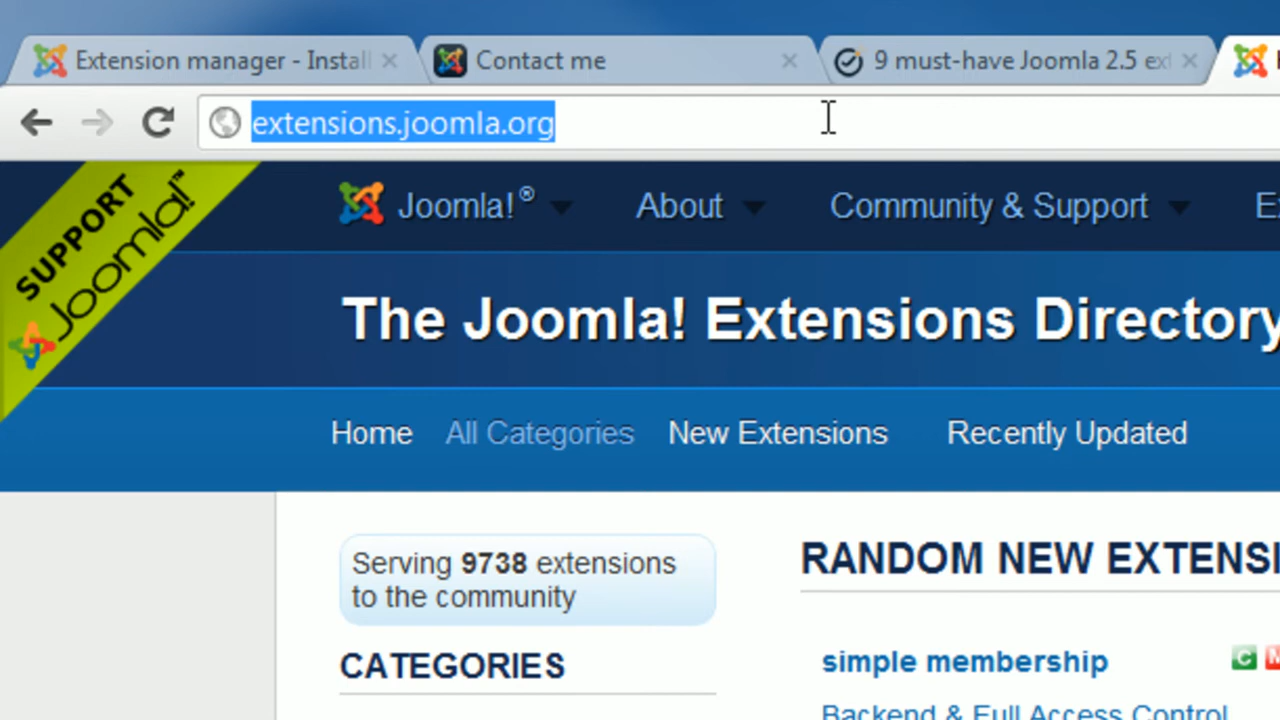 Extension manager - Install
Contact me
9 must-have Joomla 2.5 ex
extensions.joomla.org
SUPPORT
Joomla!™
Joomla!®
About
Community & Support
The Joomla! Extensions Directory
Home
All Categories
New Extensions
Recently Updated
Serving 9738 extensions
to the community
RANDOM NEW EXTENSI
CATEGORIES
simple membership
C
M
Backend & Full Access Control